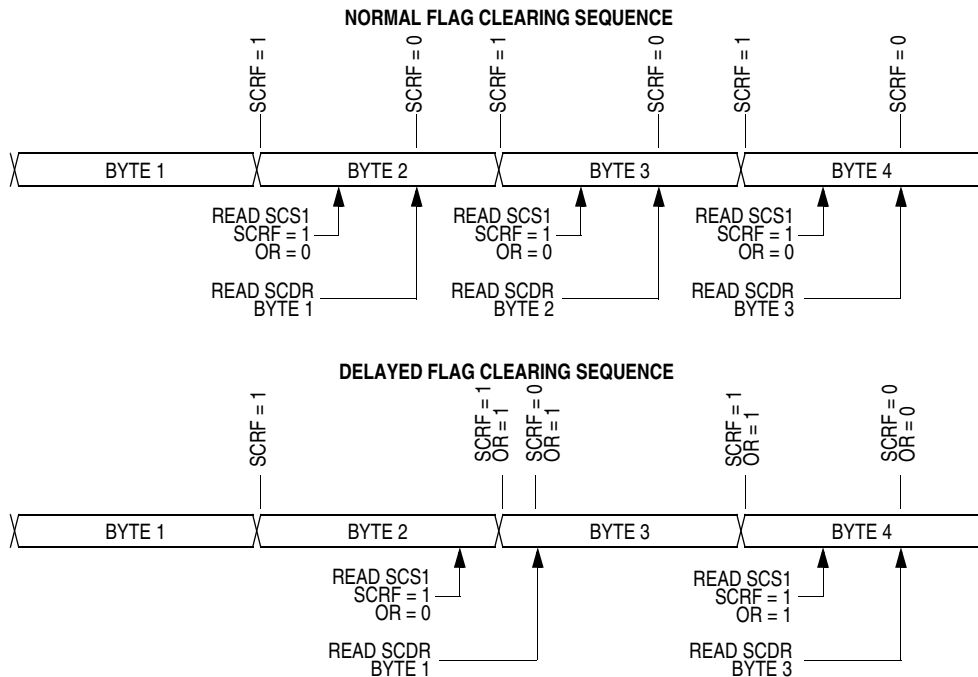 NORMAL FLAG CLEARING SEQUENCE
SCRF = 1
SCRF = 0
SCRF = 1
SCRF = 0
SCRF = 1
SCRF = 0
BYTE 1
BYTE 2
BYTE 3
BYTE 4
READ SCS1
SCRF = 1
OR = 0
READ SCS1
SCRF = 1
OR = 0
READ SCS1
SCRF = 1
OR = 0
READ SCDR
BYTE 1
READ SCDR
BYTE 2
READ SCDR
BYTE 3
DELAYED FLAG CLEARING SEQUENCE
SCRF = 1
SCRF = 1
OR = 1
SCRF = 0
OR = 1
SCRF = 1
OR = 1
SCRF = 0
OR = 0
BYTE 1
BYTE 2
BYTE 3
BYTE 4
READ SCS1
SCRF = 1
OR = 0
READ SCS1
SCRF = 1
OR = 1
READ SCDR
BYTE 1
READ SCDR
BYTE 3